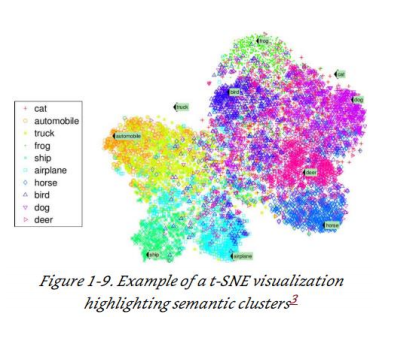 frog
cat
truck
bird
dog
cat
automobile
automobile
truck
frog
ship
airplane
horse
bird
dog
deer
deer
horse
ship
airplane
Figure 1-9. Example of a t-SNE visualization
highlighting semantic clusters3